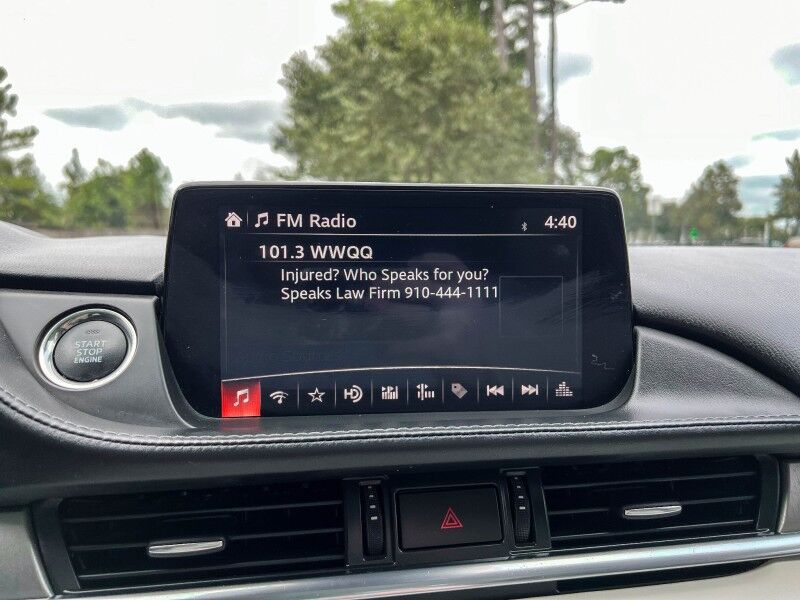 FM Radio
4:40
101.3 WWQQ
Injured? Who Speaks for you?
Speaks Law Firm 910-444-1111
START
STOP
ENGINE
HD